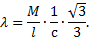 λ = M/l · 1/c · √3/3.